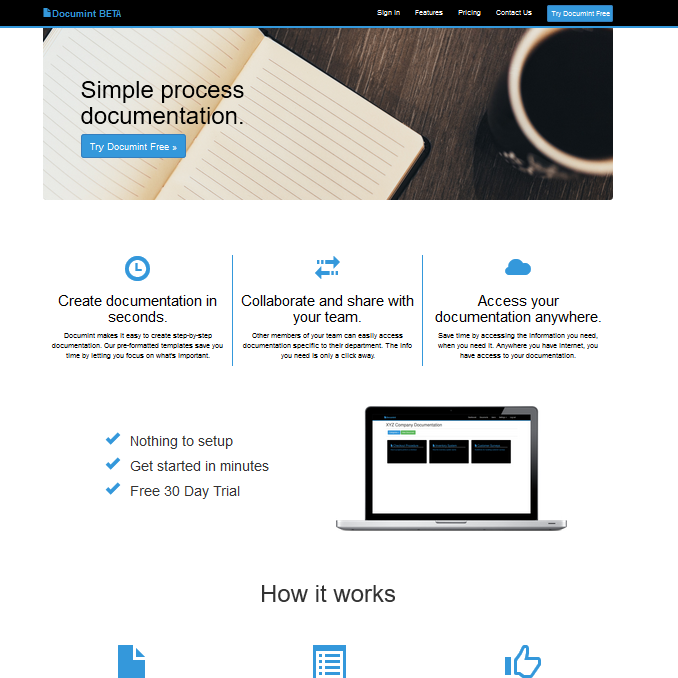 Documint BETA
Sign In Features Pricing Contact Us Try Documint Free
Simple process
documentation.
Try Documint Free »
Create documentation in
seconds.
Documint makes it easy to create step-by-step
documentation. Our pre-formatted templates save you
time by letting you focus on what's important.
Collaborate and share with
your team.
Other members of your team can easily access
documentation specific to their department. The info
you need is only a click away.
Access your
documentation anywhere.
Save time by accessing the information you need,
when you need it. Anywhere you have internet, you
have access to your documentation.
Nothing to setup
Get started in minutes
Free 30 Day Trial
XYZ Company Documentation
How it works